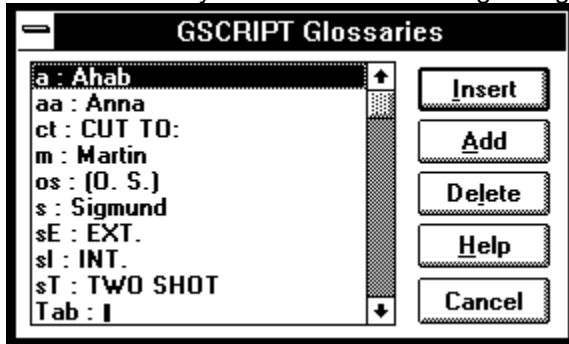 GSCRIPT Glossaries
a : Ahab
aa : Anna
ct : CUT TO:
m : Martin
os : (O. S.)
s : Sigmund
sE : EXT.
sI : INT.
sT : TWO SHOT
Tab : |
Insert
Add
Delete
Help
Cancel